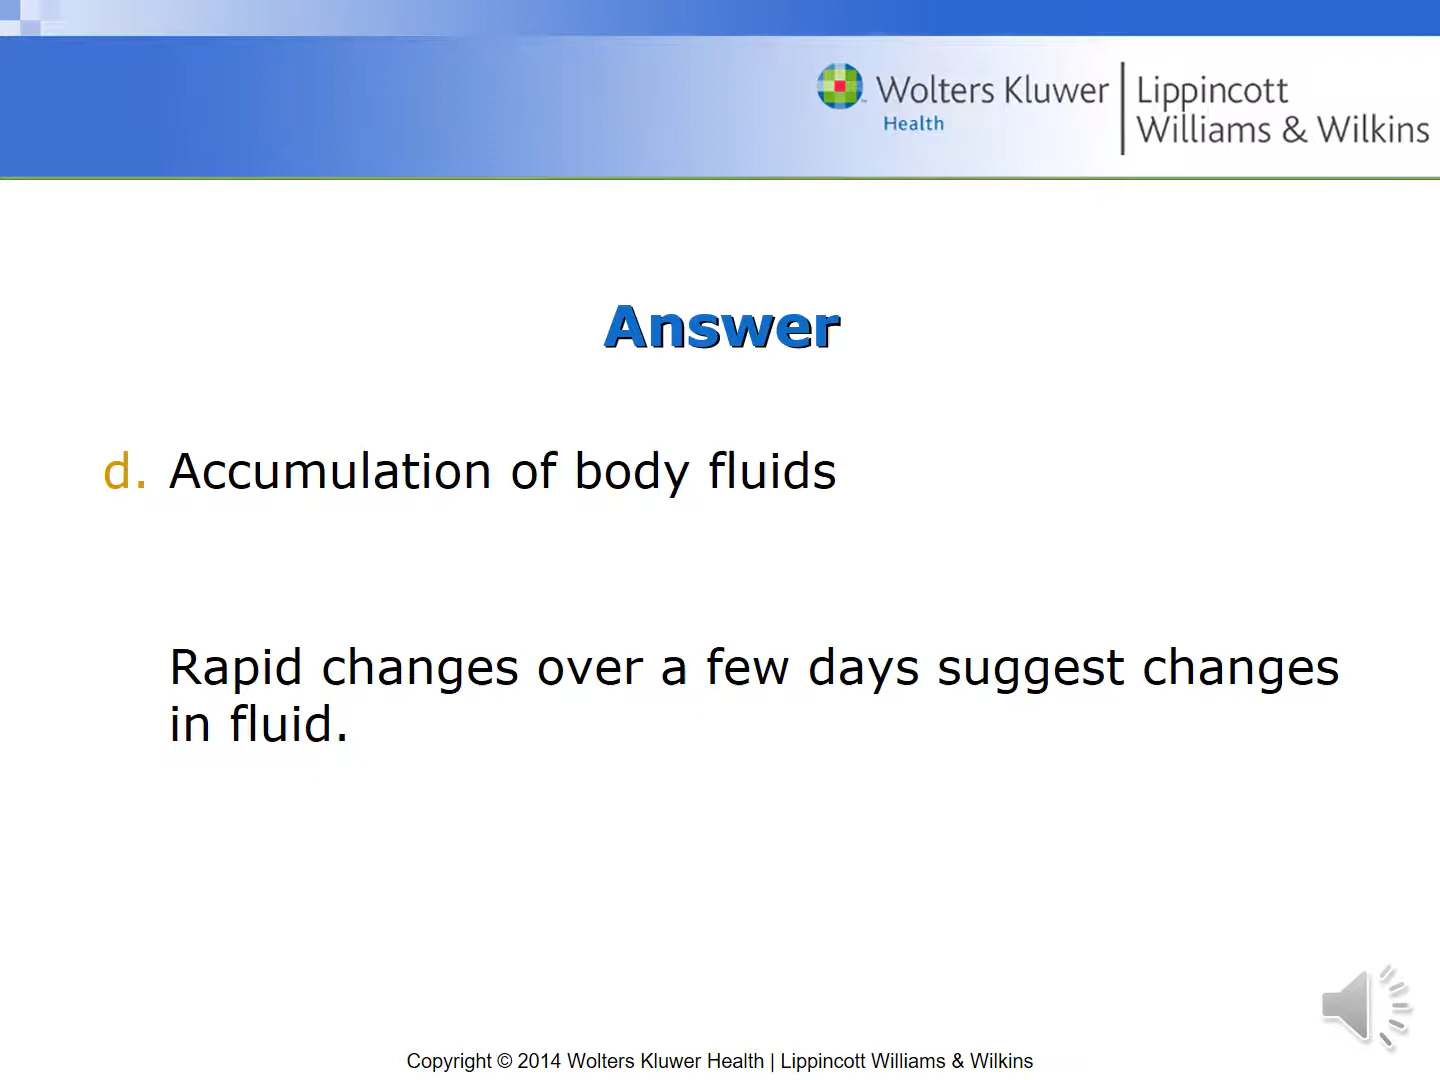 Wolters Kluwer
Health
Lippincott
Williams & Wilkins
Answer
d. Accumulation of body fluids
Rapid changes over a few days suggest changes
in fluid.
Copyright © 2014 Wolters Kluwer Health | Lippincott Williams & Wilkins